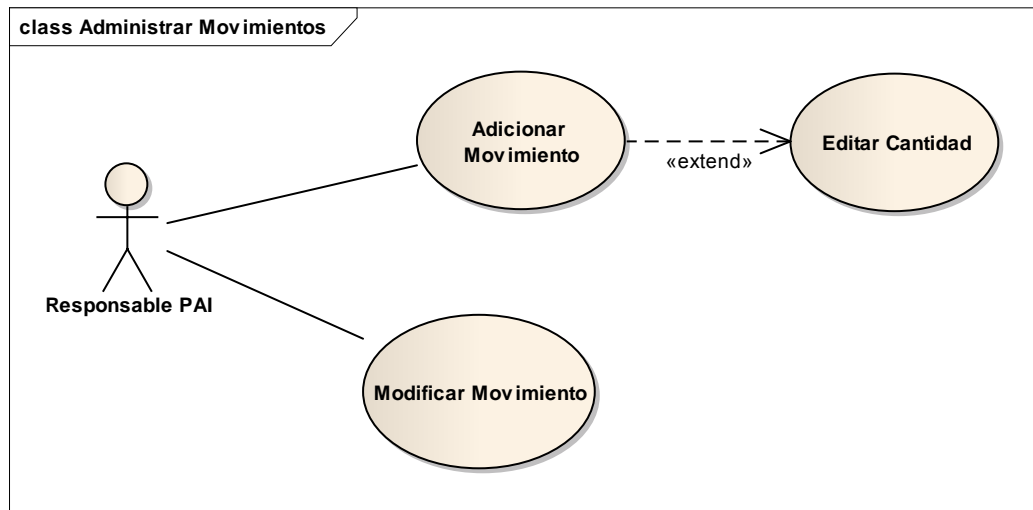 class Administrar Movimientos
Adicionar
Movimiento
«extend»
Editar Cantidad
Responsable PAI
Modificar Movimiento